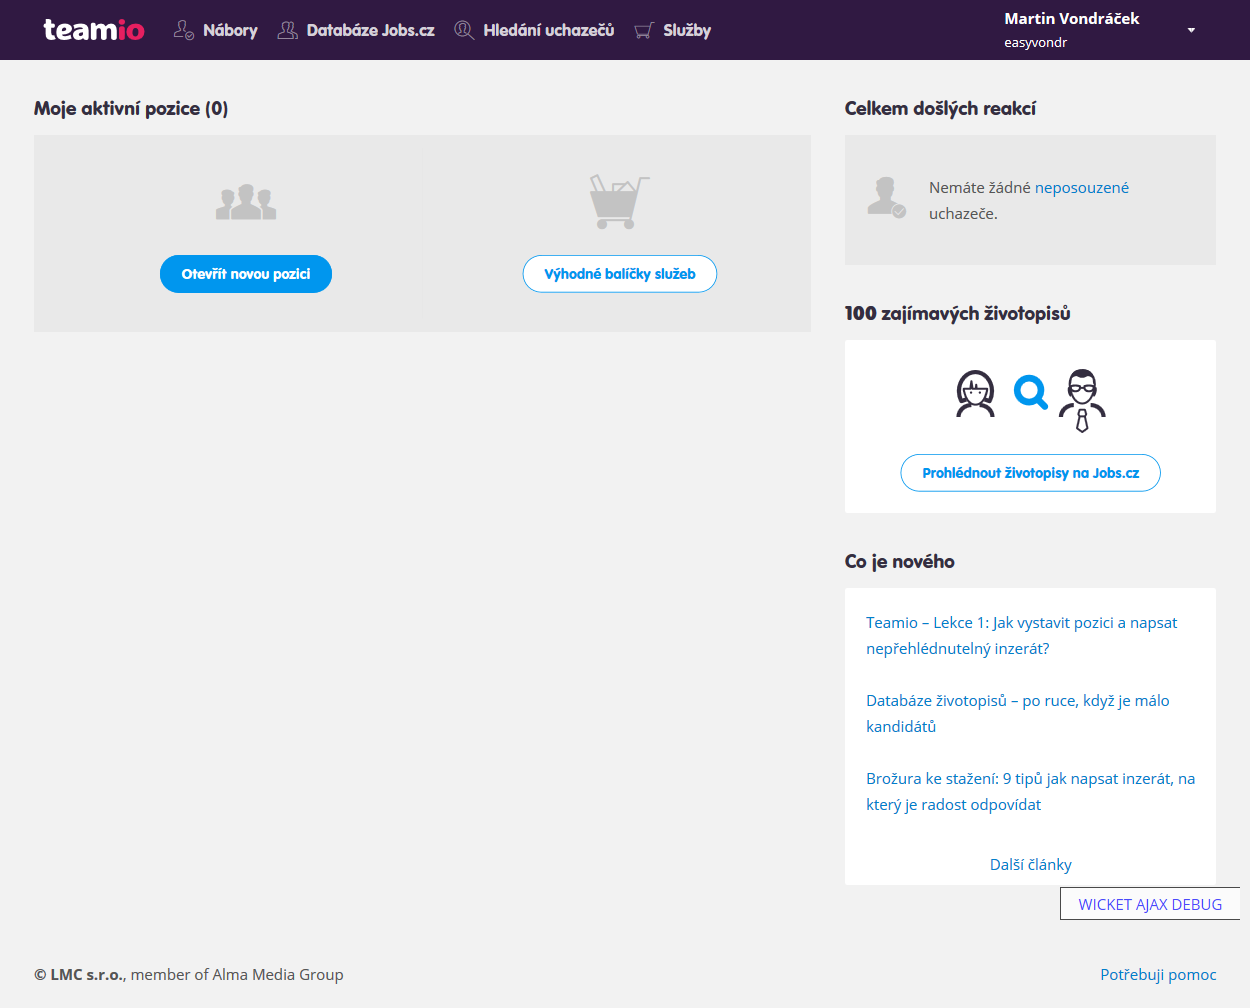 teamio
Nábory
Databáze Jobs.cz
Hledání uchazečů
Služby
Martin Vondráček
easyvondr
Moje aktivní pozice (0)
Otevřít novou pozici
Výhodné balíčky služeb
Celkem došlých reakcí
Nemáte žádné neposouzené
uchazeče.
100 zajímavých životopisů
Prohlédnout životopisy na Jobs.cz
Co je nového
Teamio – Lekce 1: Jak vystavit pozici a napsat
nepřehlédnutelný inzerát?
Databáze životopisů – po ruce, když je málo
kandidátů
Brožura ke stažení: 9 tipů jak napsat inzerát, na
který je radost odpovídat
Další články
WICKET AJAX DEBUG
© LMC s.r.o., member of Alma Media Group
Potřebuji pomoc